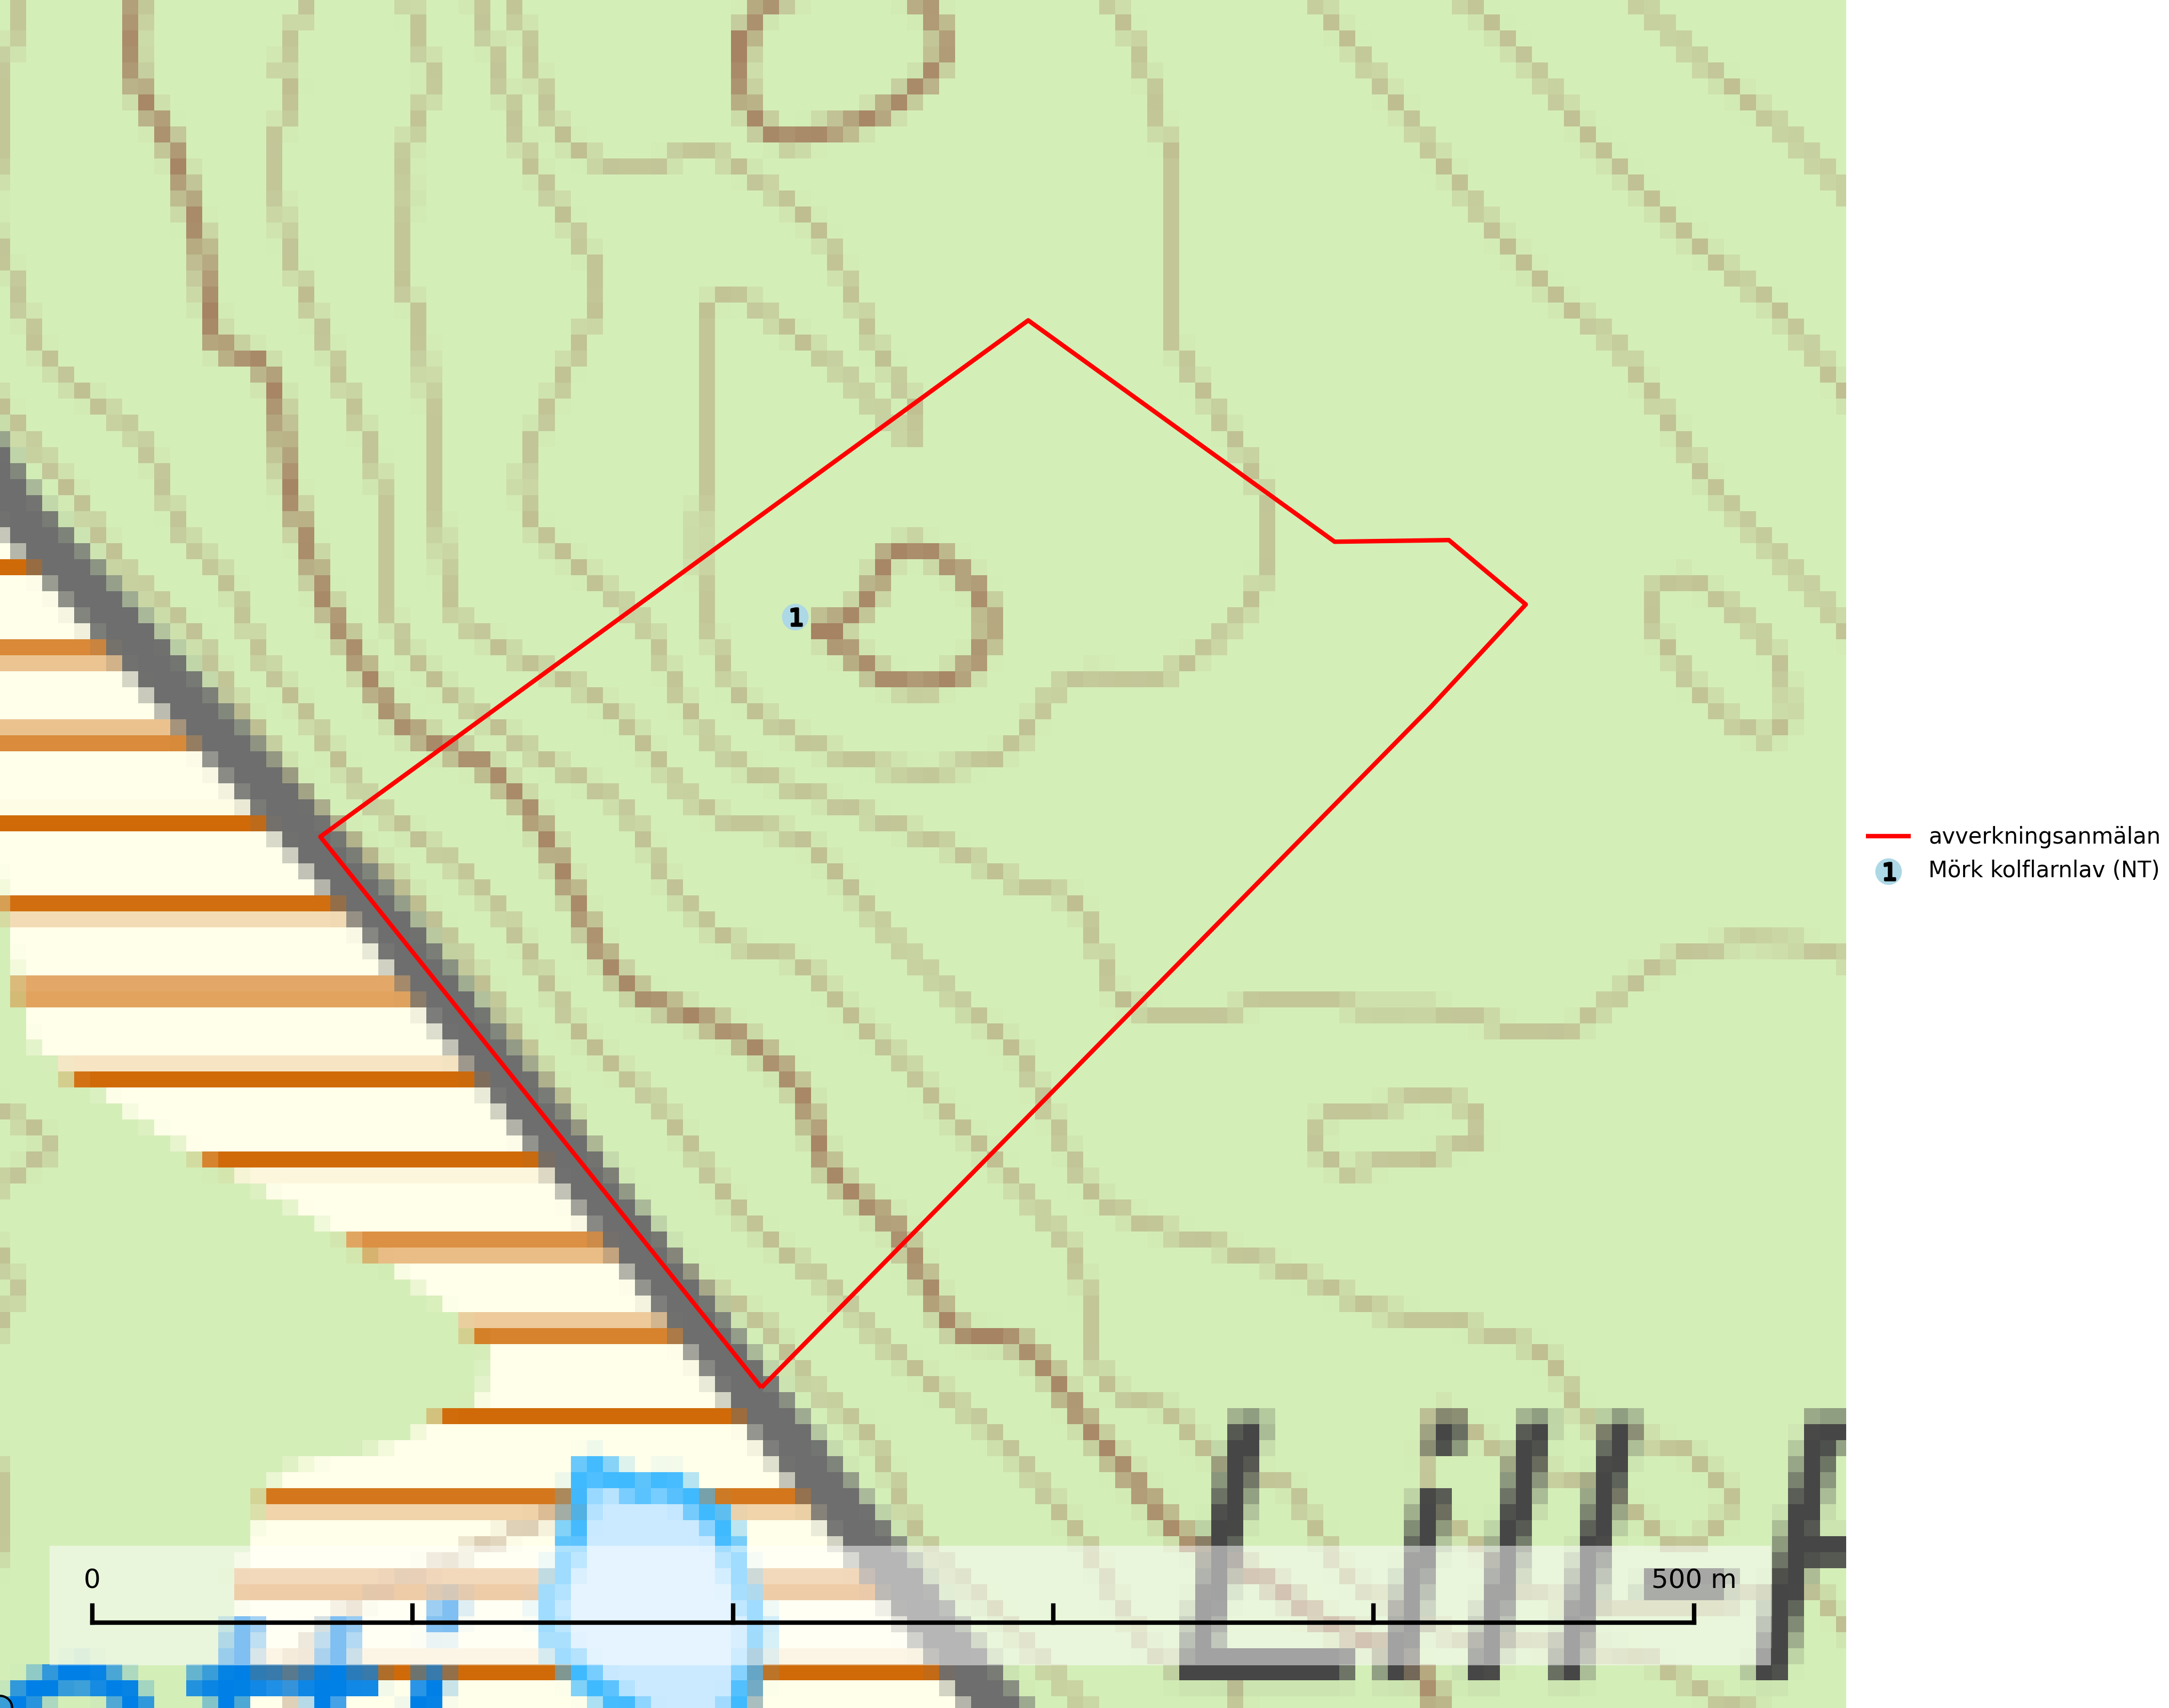 1
avverkningsanmälan
1 Mörk kolflarnlav (NT)
0 500 m